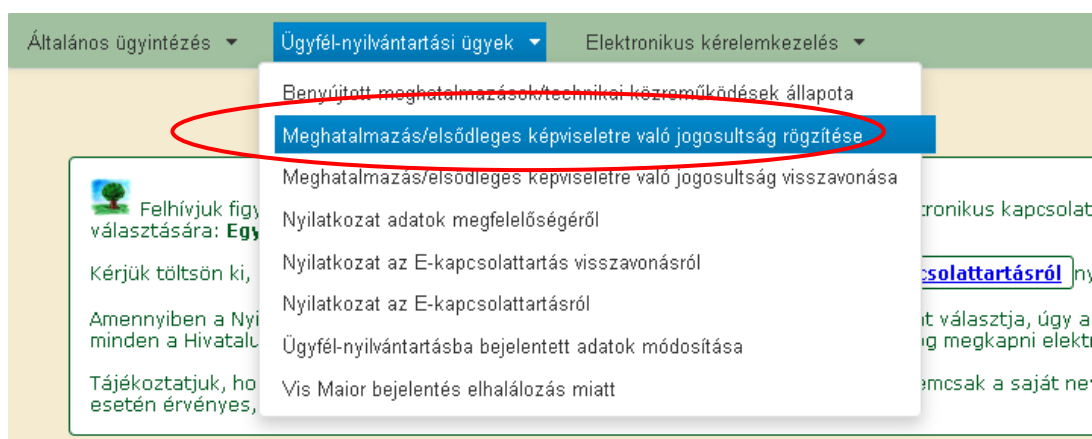 Általános ügyintézés
Ügyfél-nyilvántartási ügyek
Elektronikus kérelemkezelés
Benyújtott meghatalmazások/technikai közreműködések állapota
Meghatalmazás/elsődleges képviseletre való jogosultság rögzítése
Meghatalmazás/elsődleges képviseletre való jogosultság visszavonása
Nyilatkozat adatok megfelelőségéről
Nyilatkozat az E-kapcsolattartás visszavonásról
Nyilatkozat az E-kapcsolattartásról
Ügyfél-nyilvántartásba bejelentett adatok módosítása
Vis Maior bejelentés elhalálozás miatt
Felhívjuk figy tronikus kapcsolat
választására: Egy
Kérjük töltsön ki, csolattartásról ny
Amennyiben a Nyi t választja, úgy a
minden a Hivatalu g megkapni elektr
Tájékoztatjuk, ho emcsak a saját ne
esetén érvényes,